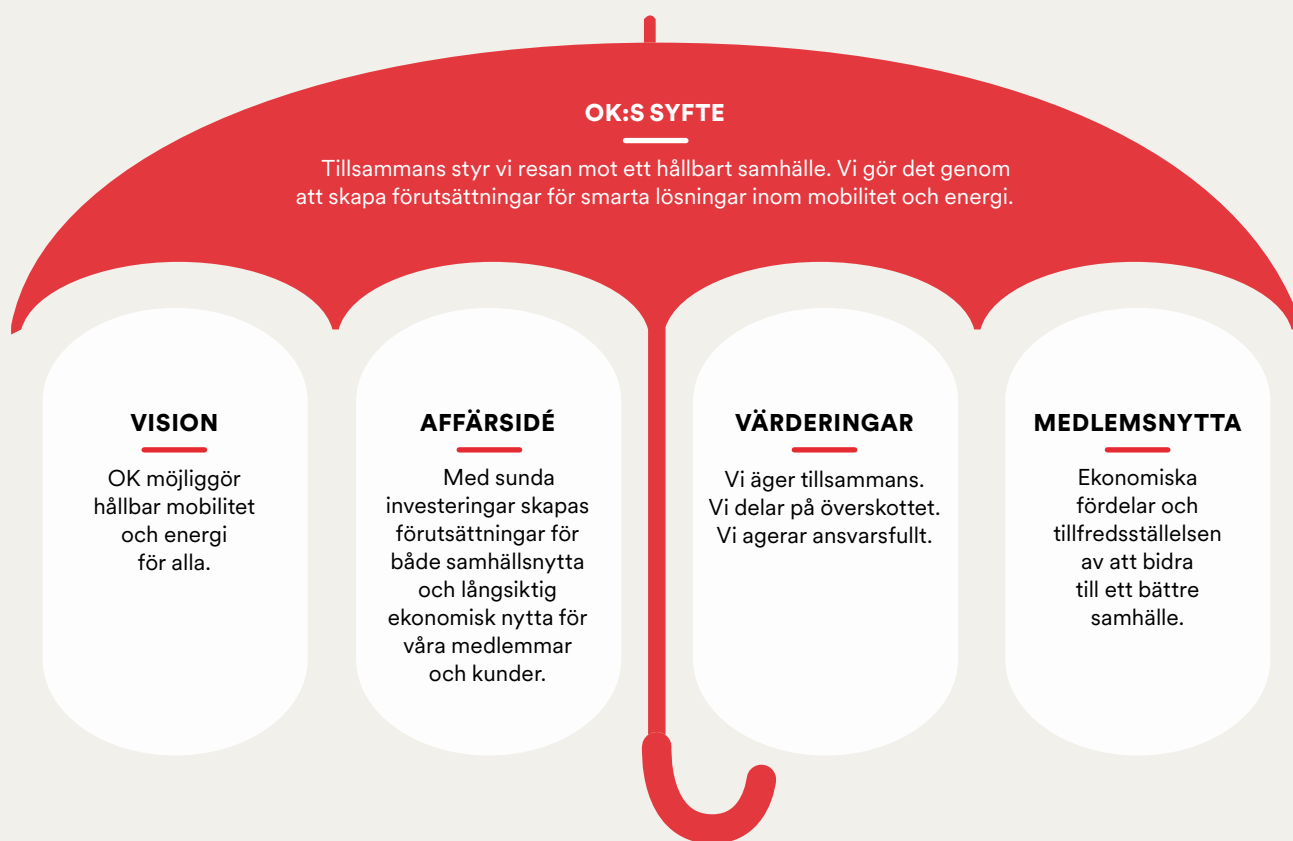 OK:S SYFTE
Tillsammans styr vi resan mot ett hållbart samhälle. Vi gör det genom
att skapa förutsättningar för smarta lösningar inom mobilitet och energi.
VISION
OK möjliggör
hållbar mobilitet
och energi
för alla.
AFFÄRSIDÉ
Med sunda
investeringar skapas
förutsättningar för
både samhällsnytta
och långsiktig
ekonomisk nytta för
våra medlemmar
och kunder.
VÄRDERINGAR
Vi äger tillsammans.
Vi delar på överskottet.
Vi agerar ansvarsfullt.
MEDLEMSNYTTA
Ekonomiska
fördelar och
tillfredsställelsen
av att bidra
till ett bättre
samhälle.